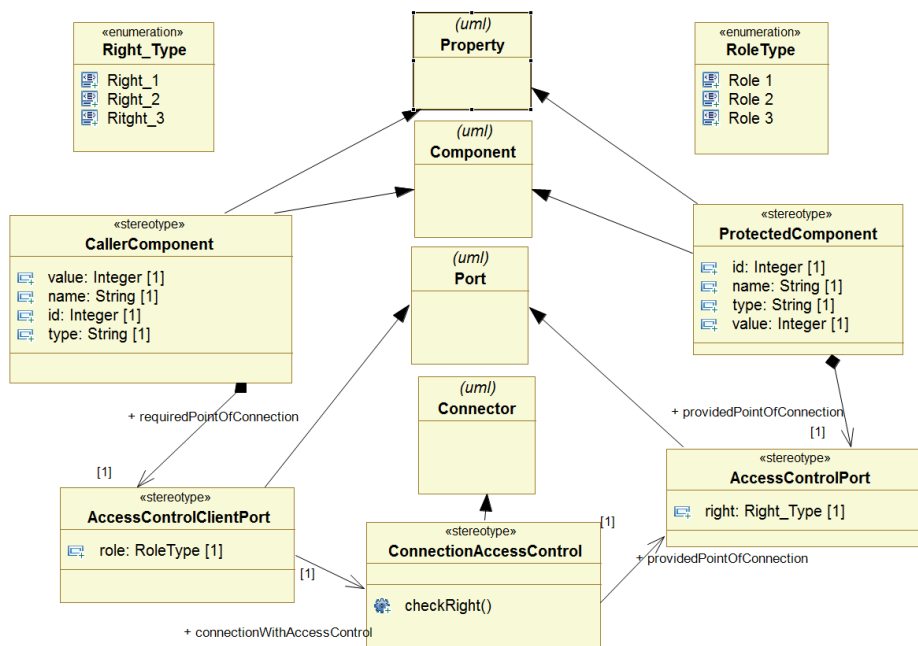 «enumeration»
Right_Type
Right_1
Right_2
Ritght_3
(uml)
Property
«enumeration»
RoleType
Role 1
Role 2
Role 3
(uml)
Component
«stereotype»
CallerComponent
value: Integer [1]
name: String [1]
id: Integer [1]
type: String [1]
«stereotype»
ProtectedComponent
id: Integer [1]
name: String [1]
type: String [1]
value: Integer [1]
(uml)
Port
(uml)
Connector
+ requiredPointOfConnection
[1]
+ providedPointOfConnection
[1]
«stereotype»
AccessControlClientPort
role: RoleType [1]
«stereotype»
AccessControlPort
right: Right_Type [1]
«stereotype»
ConnectionAccessControl
checkRight()
[1]
+ providedPointOfConnection
[1]
+ connectionWithAccessControl